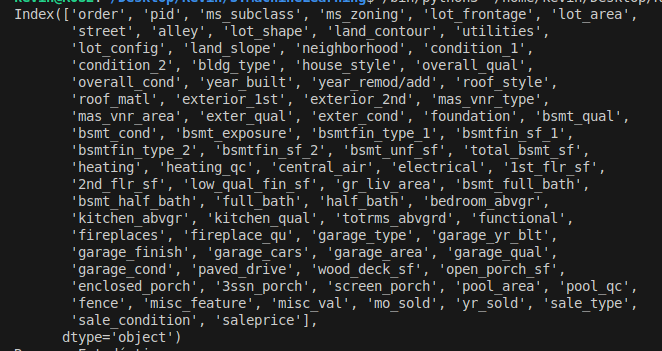 Index(['order', 'pid', 'ms_subclass', 'ms_zoning', 'lot_frontage', 'lot_area',
'street', 'alley', 'lot_shape', 'land_contour', 'utilities',
'lot_config', 'land_slope', 'neighborhood', 'condition_1',
'condition_2', 'bldg_type', 'house_style', 'overall_qual',
'overall_cond', 'year_built', 'year_remod/add', 'roof_style',
'roof_matl', 'exterior_1st', 'exterior_2nd', 'mas_vnr_type',
'mas_vnr_area', 'exter_qual', 'exter_cond', 'foundation', 'bsmt_qual',
'bsmt_cond', 'bsmt_exposure', 'bsmtfin_type_1', 'bsmtfin_sf_1',
'bsmtfin_type_2', 'bsmtfin_sf_2', 'bsmt_unf_sf', 'total_bsmt_sf',
'heating', 'heating_qc', 'central_air', 'electrical', '1st_flr_sf',
'2nd_flr_sf', 'low_qual_fin_sf', 'gr_liv_area', 'bsmt_full_bath',
'bsmt_half_bath', 'full_bath', 'half_bath', 'bedroom_abvgr',
'kitchen_abvgr', 'kitchen_qual', 'totrms_abvgrd', 'functional',
'fireplaces', 'fireplace_qu', 'garage_type', 'garage_yr_blt',
'garage_finish', 'garage_cars', 'garage_area', 'garage_qual',
'garage_cond', 'paved_drive', 'wood_deck_sf', 'open_porch_sf',
'enclosed_porch', '3ssn_porch', 'screen_porch', 'pool_area', 'pool_qc',
'fence', 'misc_feature', 'misc_val', 'mo_sold', 'yr_sold', 'sale_type',
'sale_condition', 'saleprice'],
dtype='object')